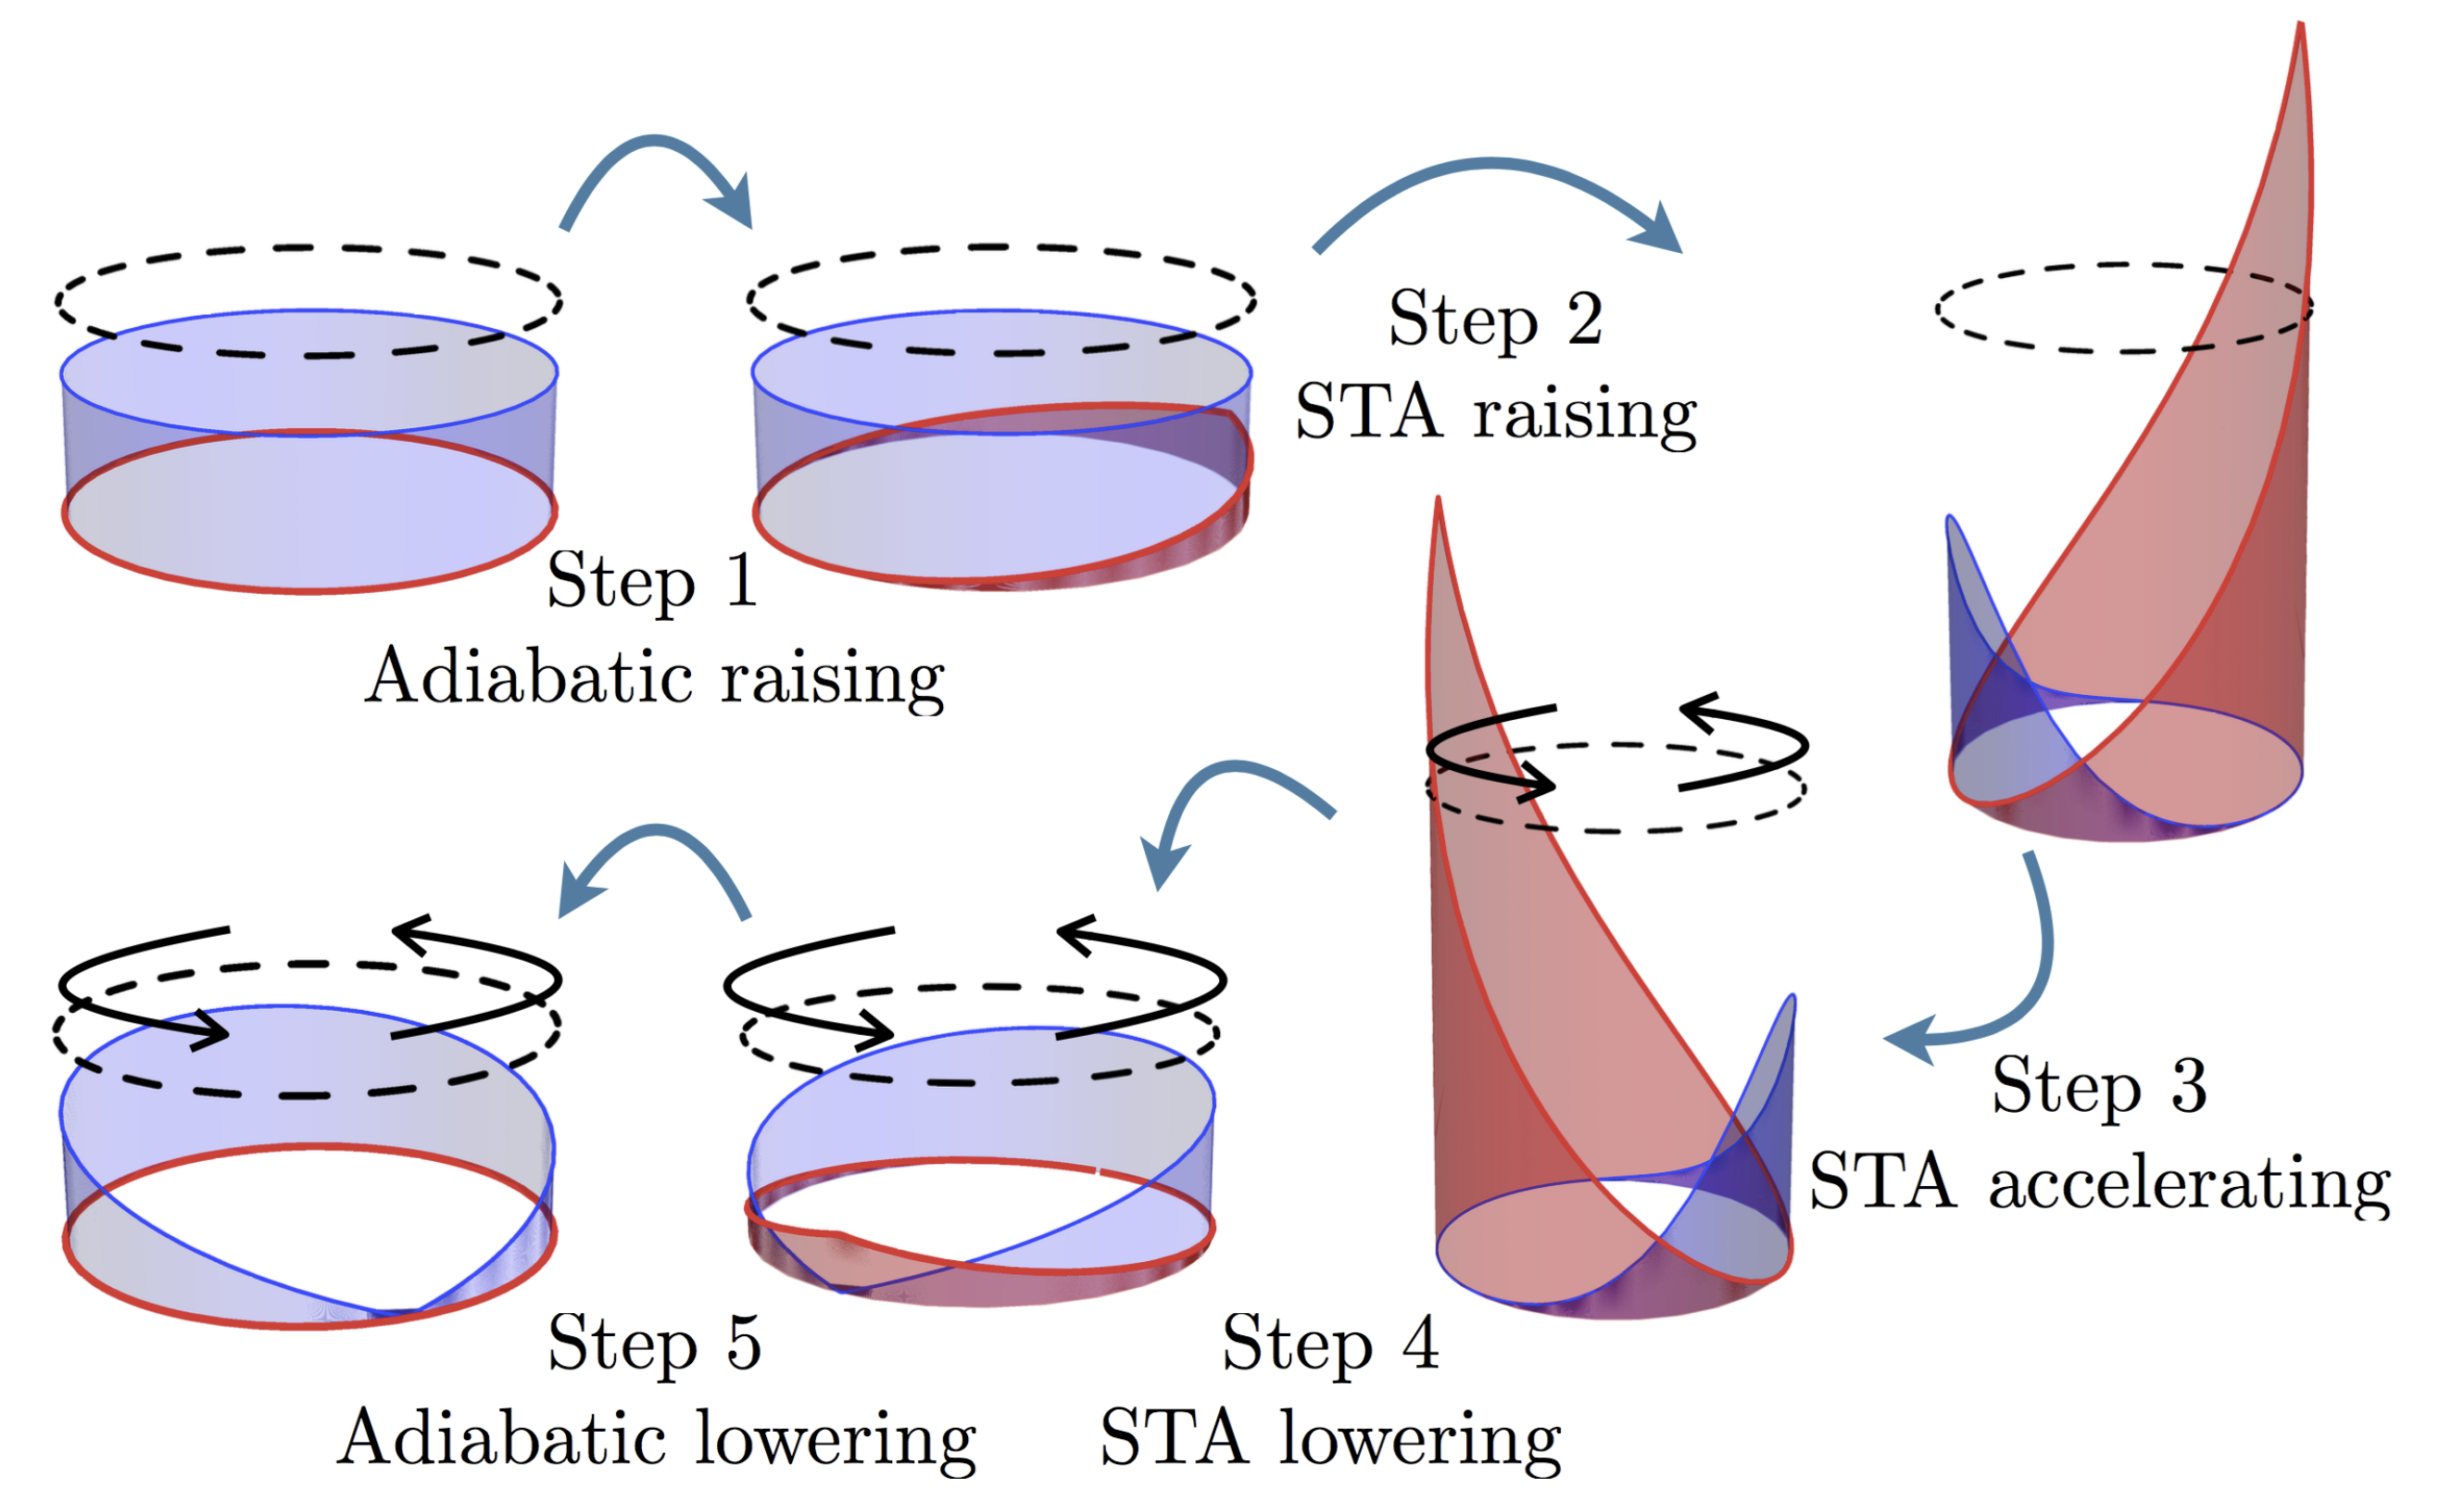 Step 1
Adiabatic raising
Step 2
STA raising
Step 3
STA accelerating
Step 4
STA lowering
Step 5
Adiabatic lowering